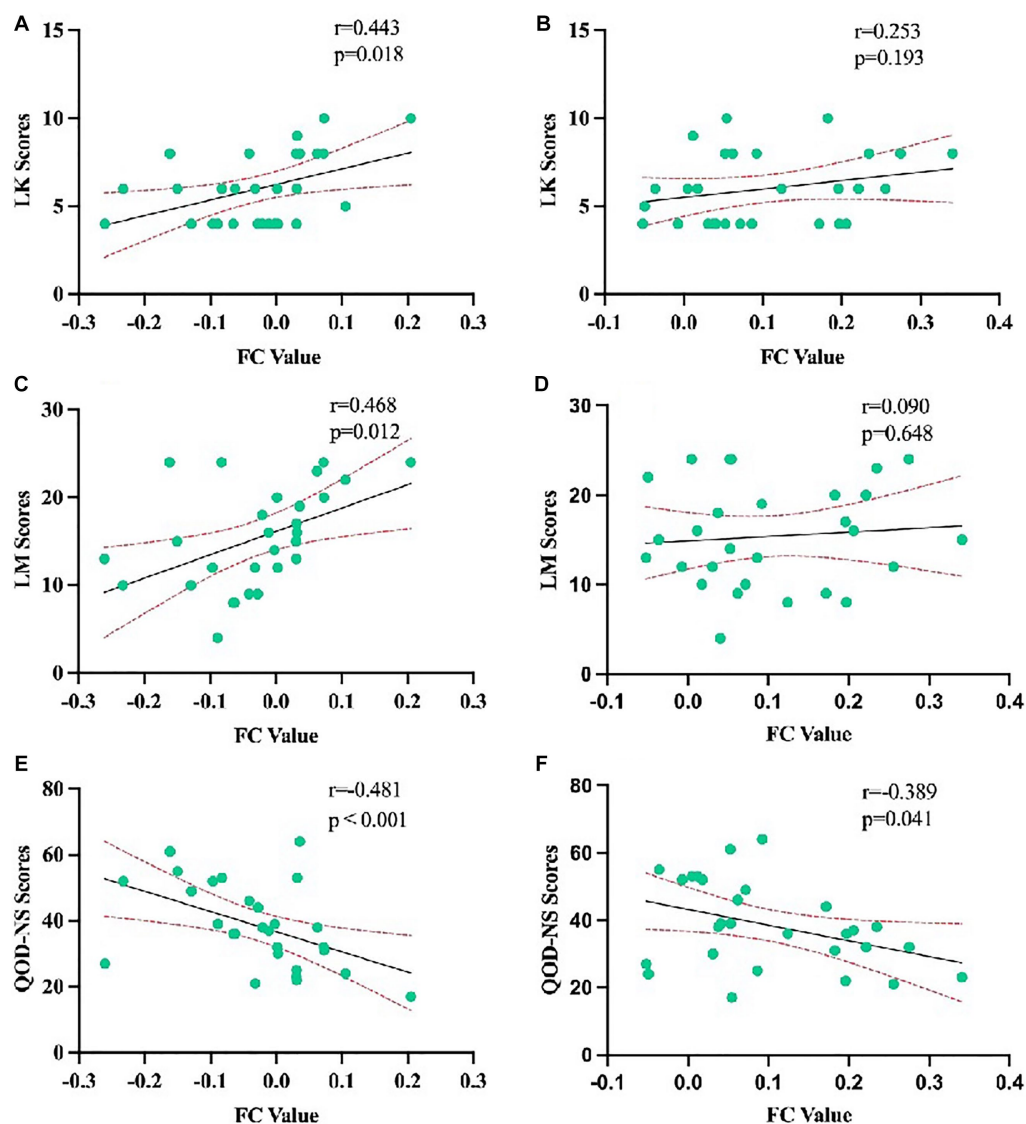 A
r=0.443
p=0.018
LK Scores
15
10
5
0
-0.3 -0.2 -0.1 0.0 0.1 0.2 0.3
FC Value
B
r=0.253
p=0.193
LK Scores
15
10
5
0
-0.1 0.0 0.1 0.2 0.3 0.4
FC Value
C
r=0.468
p=0.012
LM Scores
30
20
10
0
-0.3 -0.2 -0.1 0.0 0.1 0.2 0.3
FC Value
D
r=0.090
p=0.648
LM Scores
30
20
10
0
-0.1 0.0 0.1 0.2 0.3 0.4
FC Value
E
r=-0.481
p < 0.001
QOD-NS Scores
80
60
40
20
0
-0.3 -0.2 -0.1 0.0 0.1 0.2 0.3
FC Value
F
r=-0.389
p=0.041
QOD-NS Scores
80
60
40
20
0
-0.1 0.0 0.1 0.2 0.3 0.4
FC Value